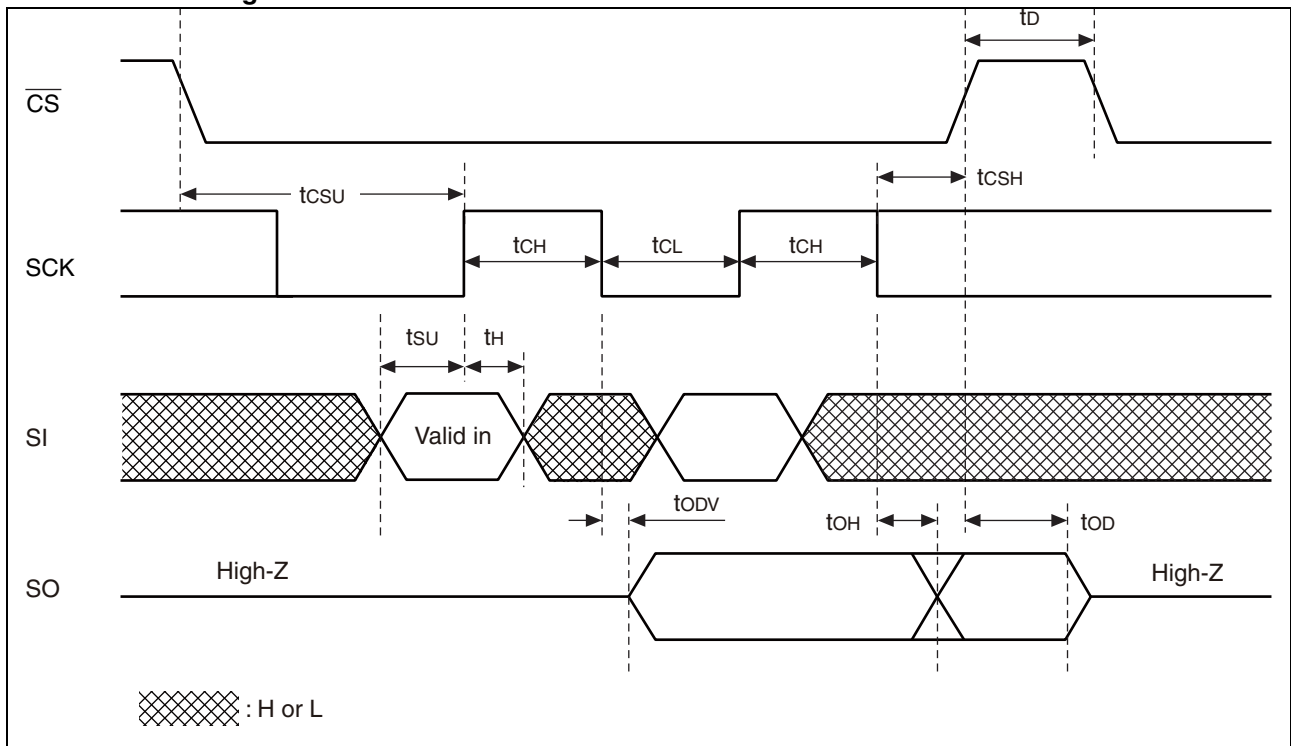 tD
CS
tCSU
tCSH
SCK
tCH
tCL
tCH
tSU
tH
SI
Valid in
tODV
tOH
tOD
High-Z
High-Z
SO
: H or L